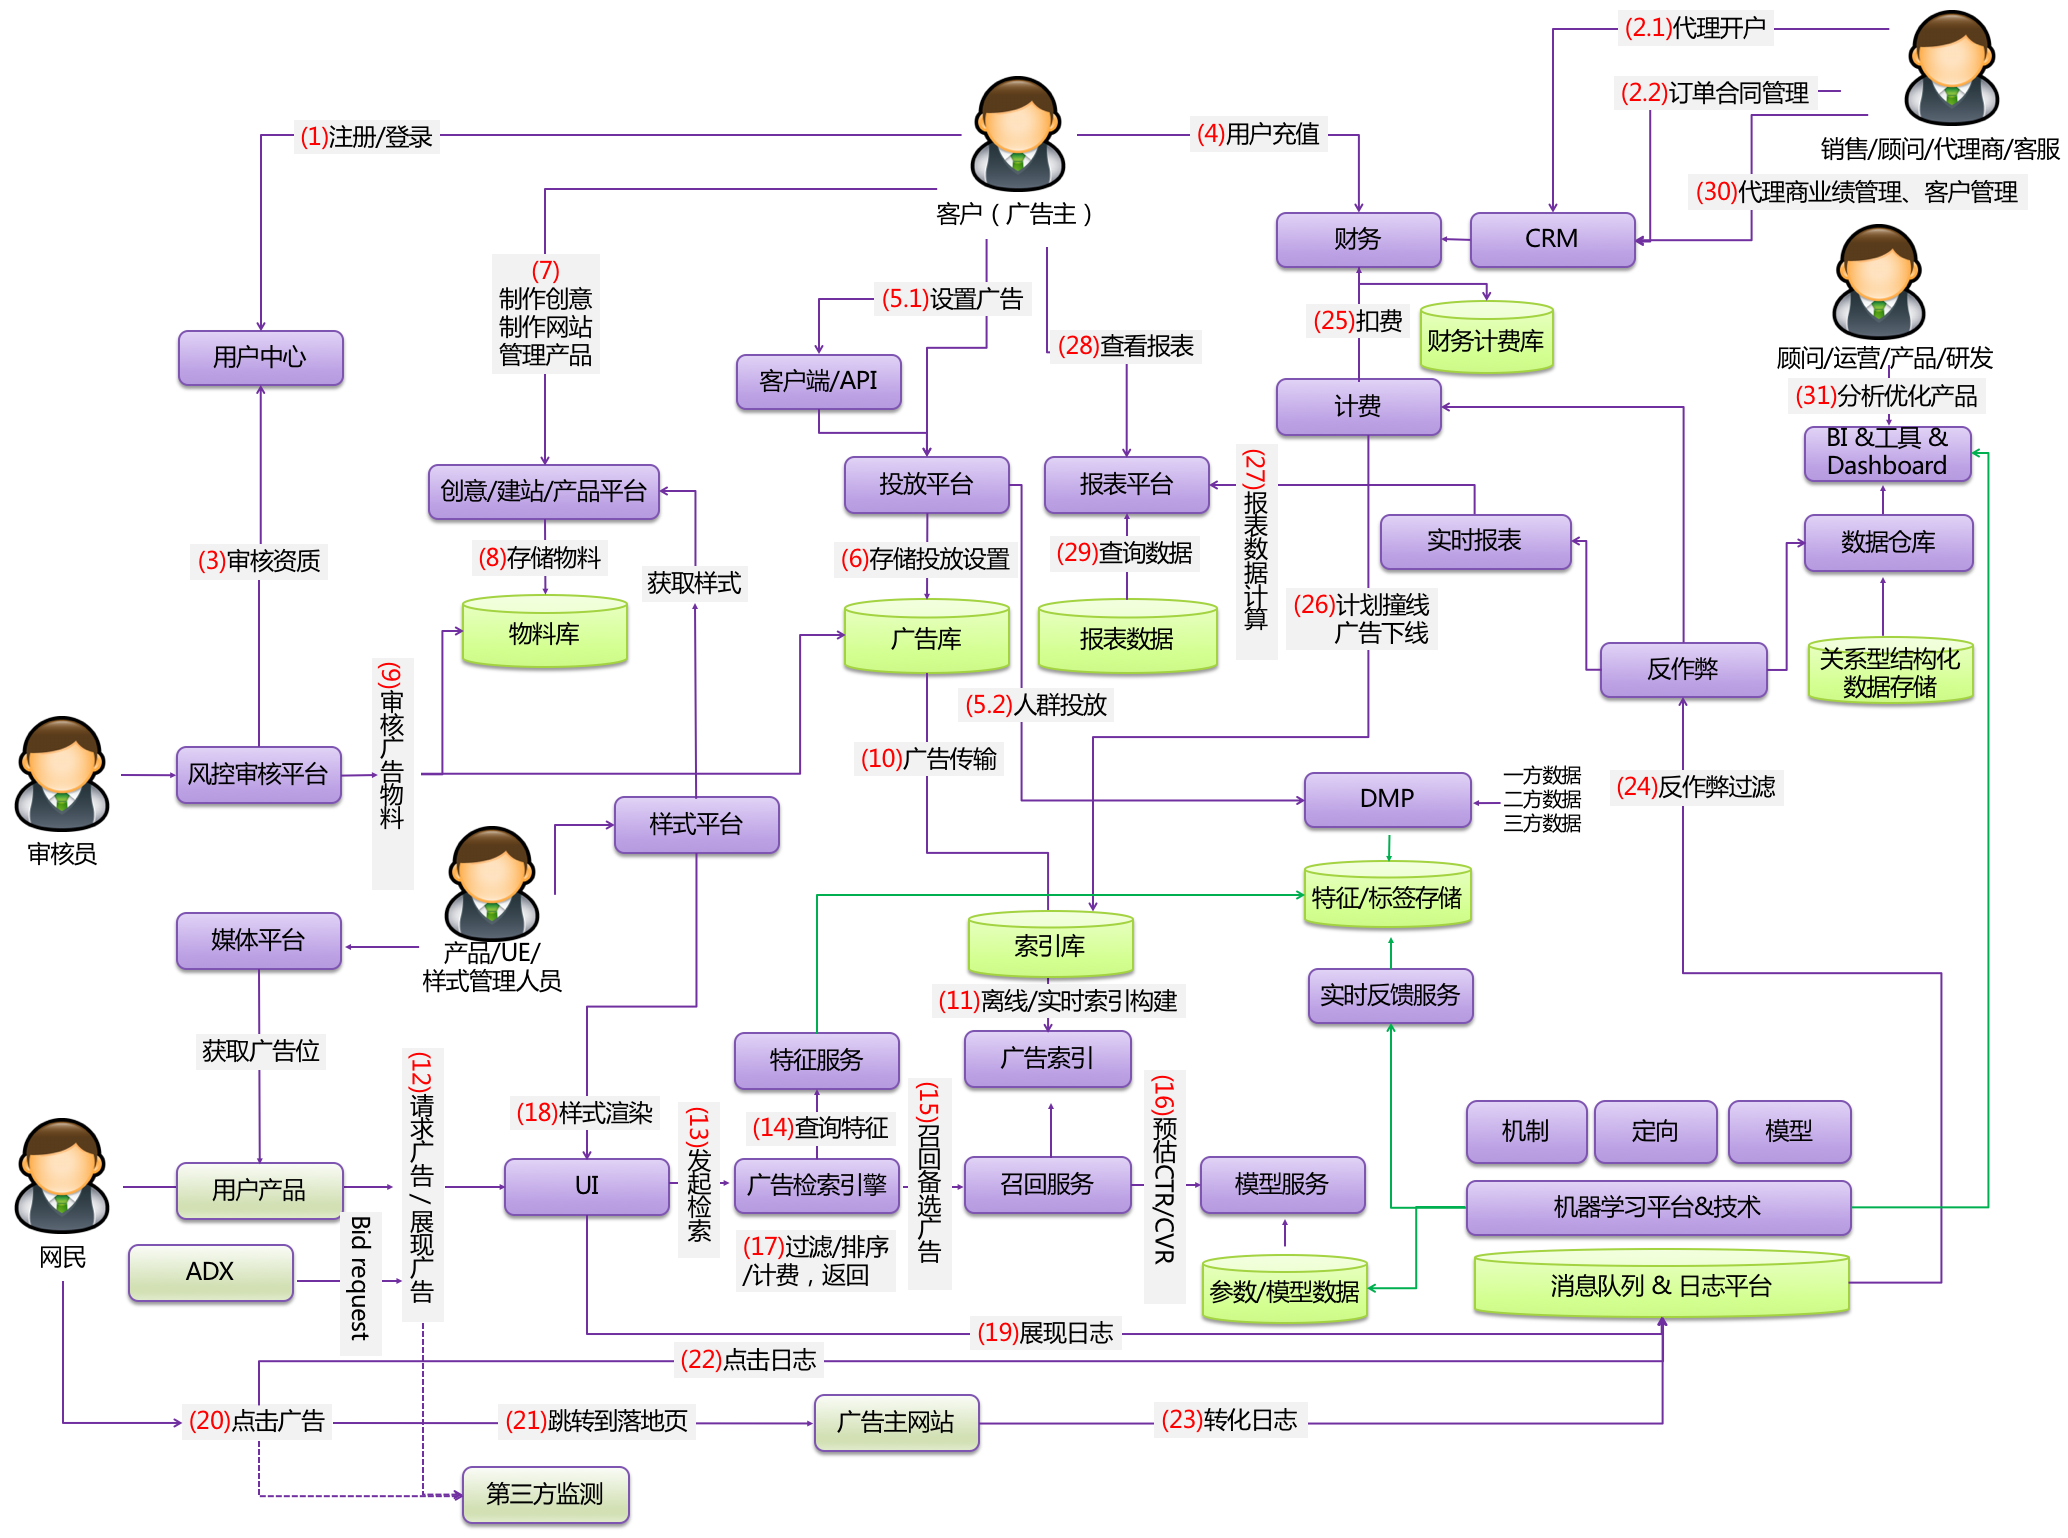 (2.1)代理开户
(2.2)订单合同管理
销售/顾问/代理商/客服
(1)注册/登录
(4)用户充值
(30)代理商业绩管理、客户管理
客户（广告主）
财务
CRM
(7)
制作创意
制作网站
管理产品
(5.1)设置广告
(25)扣费
财务计费库
(28)查看报表
用户中心
客户端/API
顾问/运营/产品/研发
(31)分析优化产品
计费
BI &工具 &
Dashboard
创意/建站/产品平台
投放平台
报表平台
(27)报表数据计算
实时报表
数据仓库
(3)审核资质
(8)存储物料
获取样式
(6)存储投放设置
(29)查询数据
(26)计划撞线
广告下线
物料库
广告库
报表数据
反作弊
关系型结构化
数据存储
(9)审核广告物料
(5.2)人群投放
(10)广告传输
风控审核平台
审核员
样式平台
DMP
一方数据
二方数据
三方数据
(24)反作弊过滤
特征/标签存储
媒体平台
产品/UE/
样式管理人员
索引库
(11)离线/实时索引构建
实时反馈服务
获取广告位
(12)请求广告/展现广告
特征服务
广告索引
(18)样式渲染
(13)发起检索
(14)查询特征
(15)召回备选广告
(16)预估CTR/CVR
机制
定向
模型
用户产品
UI
广告检索引擎
召回服务
模型服务
机器学习平台&技术
网民
ADX
Bid request
(17)过滤/排序
/计费，返回
参数/模型数据
消息队列 & 日志平台
(19)展现日志
(22)点击日志
(20)点击广告
(21)跳转到落地页
广告主网站
(23)转化日志
第三方监测